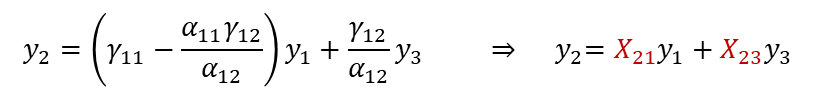 y₂ = (γ₁₁ − α₁₁γ₁₂/α₁₂) y₁ + γ₁₂/α₁₂ y₃ ⇒ y₂= X₂₁y₁ + X₂₃y₃